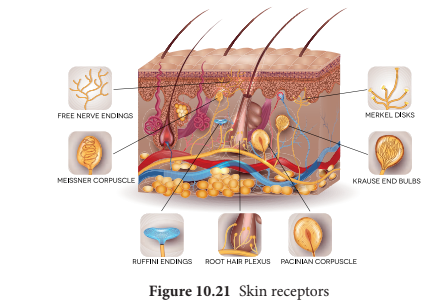 FREE NERVE ENDINGS
MERKEL DISKS
MEISSNER CORPUSCLE
KRAUSE END BULBS
RUFFINI ENDINGS
ROOT HAIR PLEXUS
PACINIAN CORPUSCLE
Figure 10.21 Skin receptors